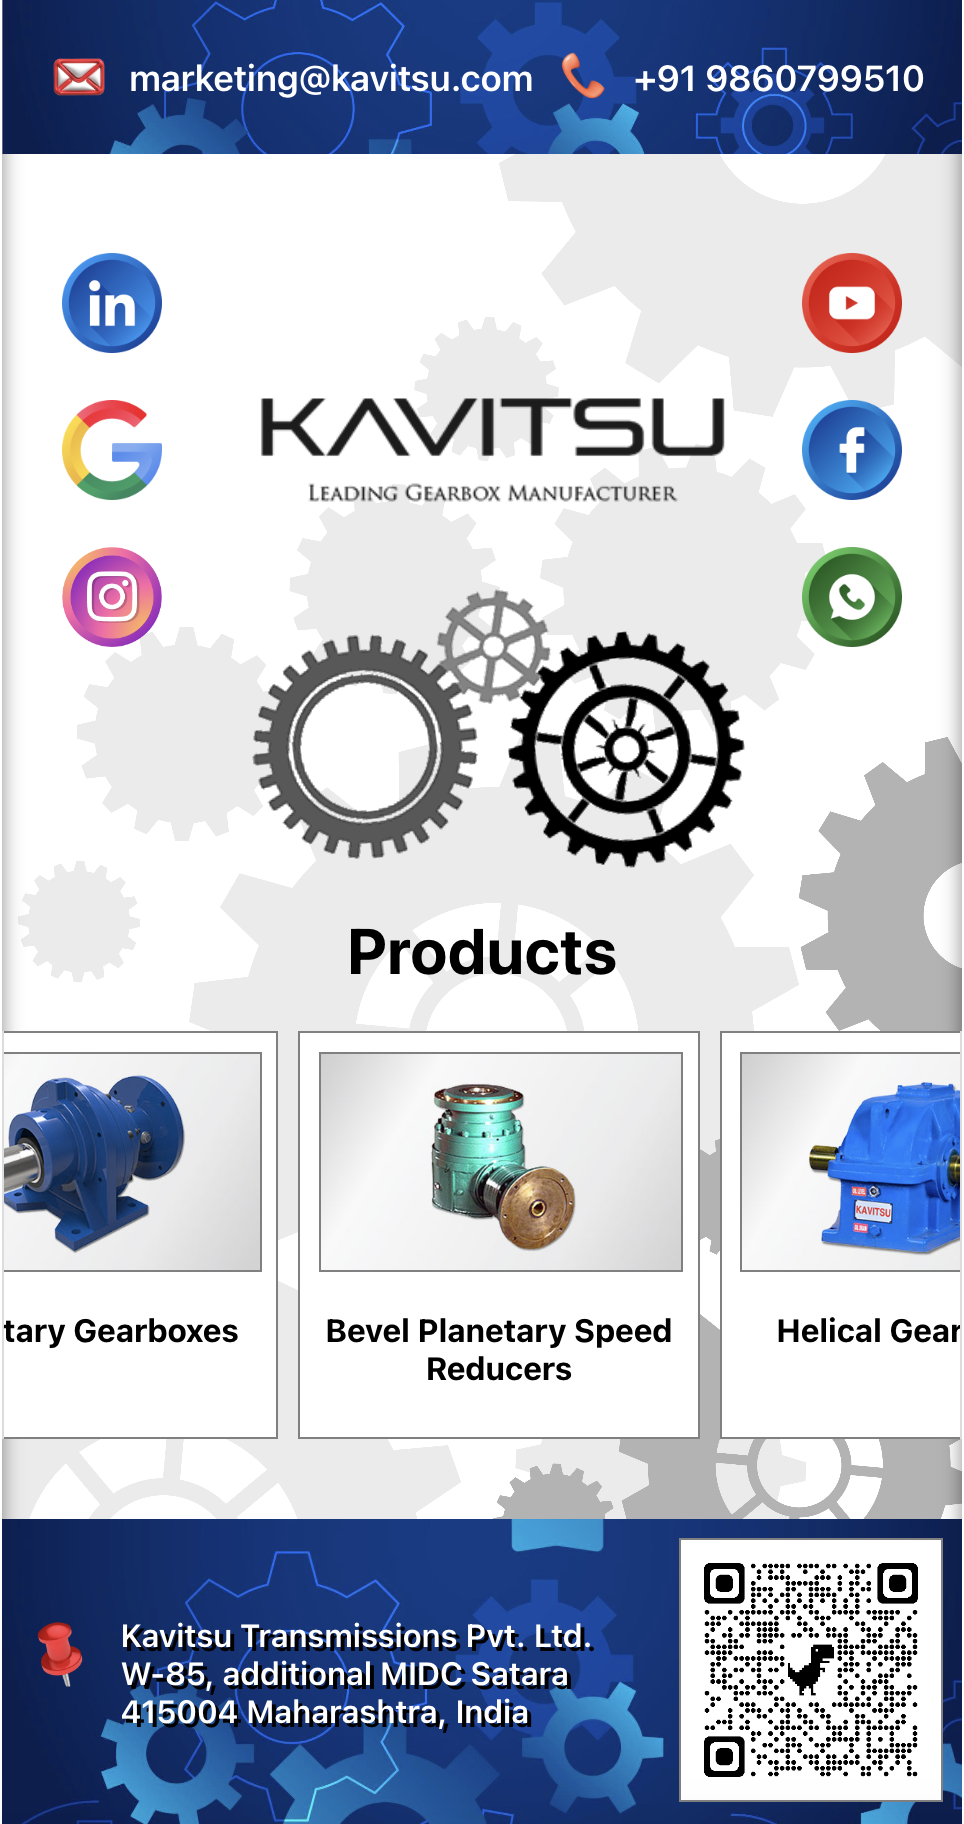 marketing@kavitsu.com
+91 9860799510
in
G
f
KAVITSU
LEADING GEARBOX MANUFACTURER
Products
tary Gearboxes
Bevel Planetary Speed
Reducers
KAVITSU
Helical Gear
Kavitsu Transmissions Pvt. Ltd.
W-85, additional MIDC Satara
415004 Maharashtra, India